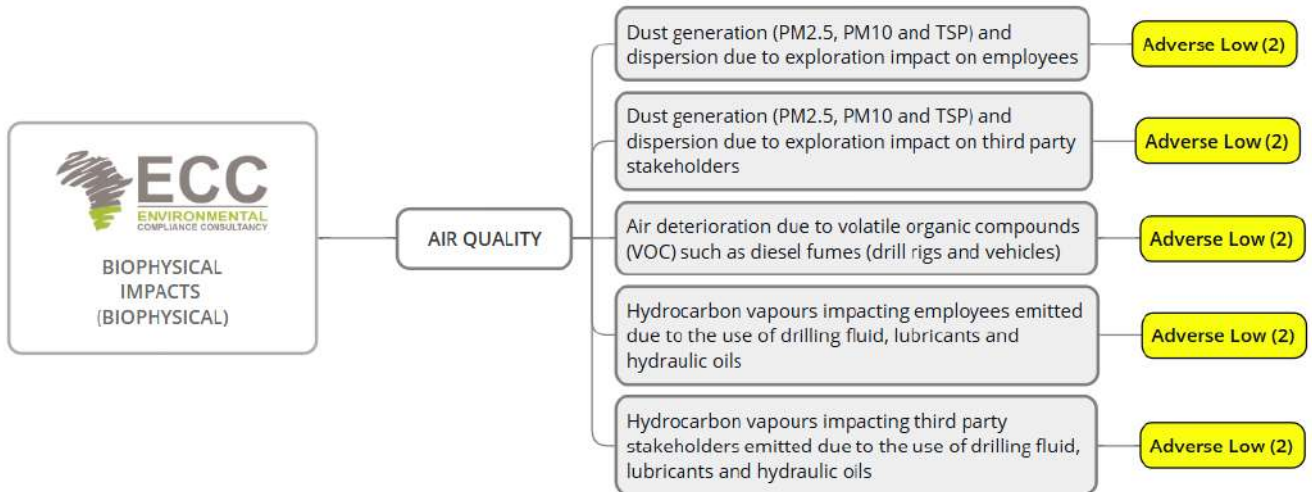 Dust generation (PM2.5, PM10 and TSP) and
dispersion due to exploration impact on employees
Adverse Low (2)
Dust generation (PM2.5, PM10 and TSP) and
dispersion due to exploration impact on third party
stakeholders
Adverse Low (2)
ECC
ENVIRONMENTAL
COMPLIANCE CONSULTANCY
BIOPHYSICAL
IMPACTS
(BIOPHYSICAL)
AIR QUALITY
Air deterioration due to volatile organic compounds
(VOC) such as diesel fumes (drill rigs and vehicles)
Adverse Low (2)
Hydrocarbon vapours impacting employees emitted
due to the use of drilling fluid, lubricants and
hydraulic oils
Adverse Low (2)
Hydrocarbon vapours impacting third party
stakeholders emitted due to the use of drilling fluid,
lubricants and hydraulic oils
Adverse Low (2)